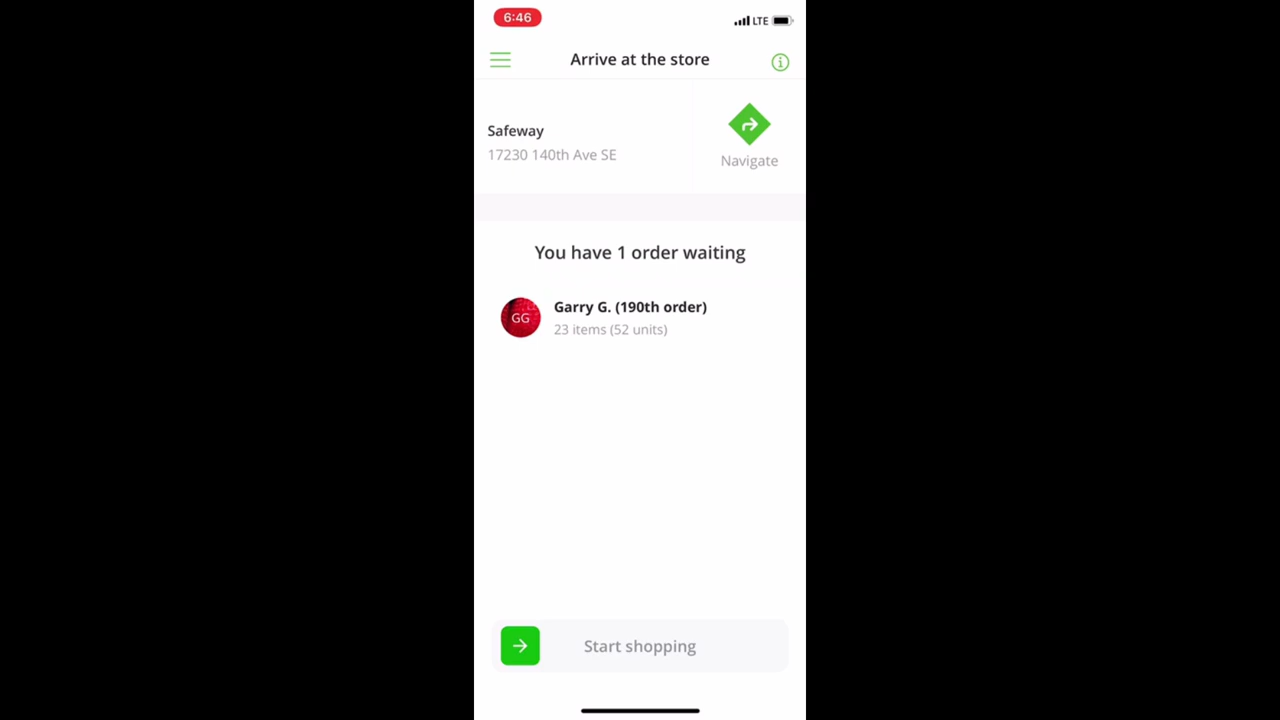 6:46
LTE
Arrive at the store
Safeway
17230 140th Ave SE
Navigate
You have 1 order waiting
GG
Garry G. (190th order)
23 items (52 units)
Start shopping